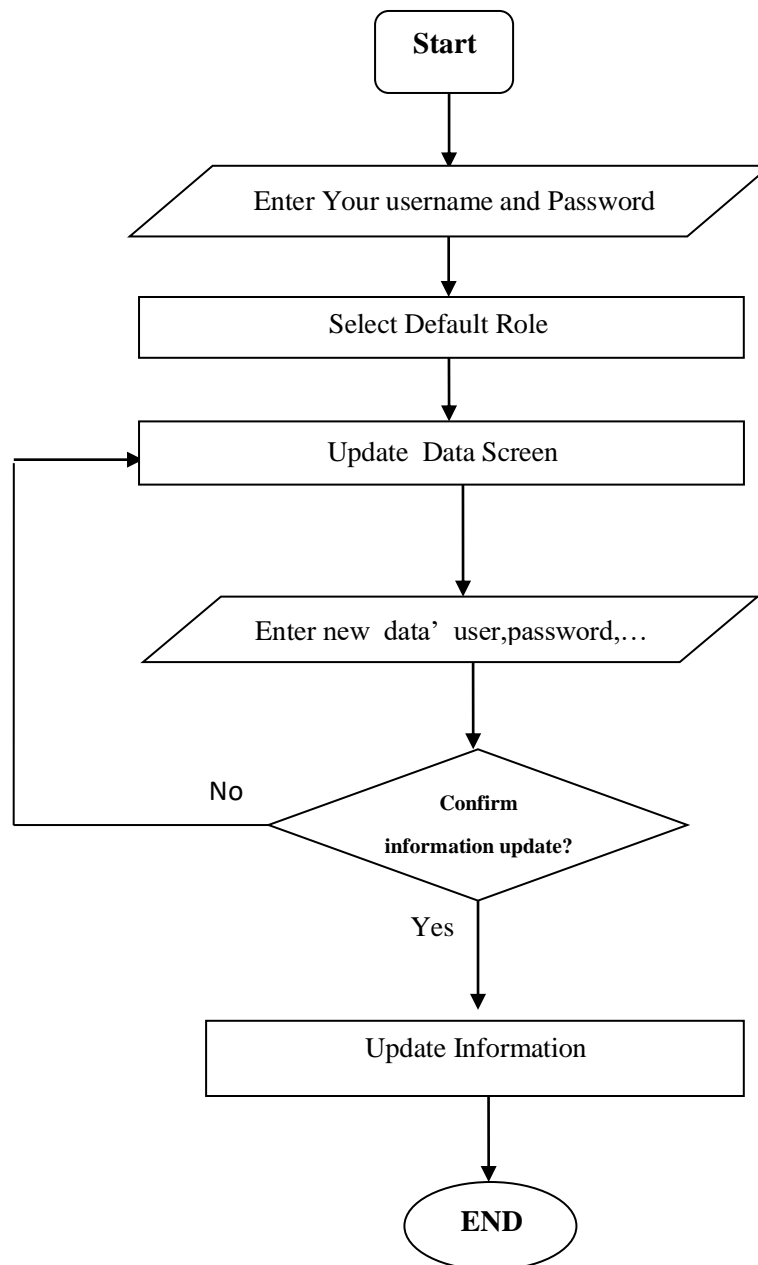 Start
Enter Your username and Password
Select Default Role
Update  Data Screen
Enter new  data’  user,password,…
No
Confirm
information update?
Yes
Update Information
END